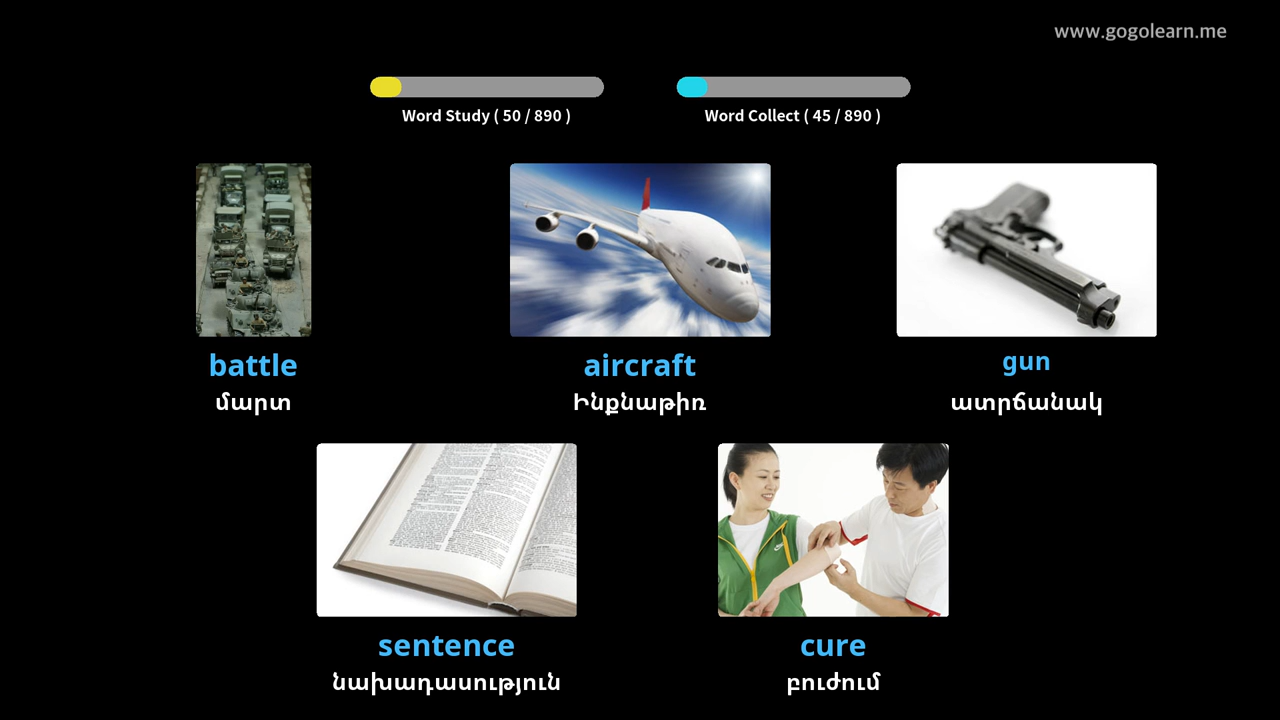 www.gogolearn.me
Word Study ( 50 / 890 )
Word Collect ( 45 / 890 )
battle
aircraft
gun
մարտ
Ինքնաթիռ
ատրճանակ
sentence
cure
նախադասություն
բուժում